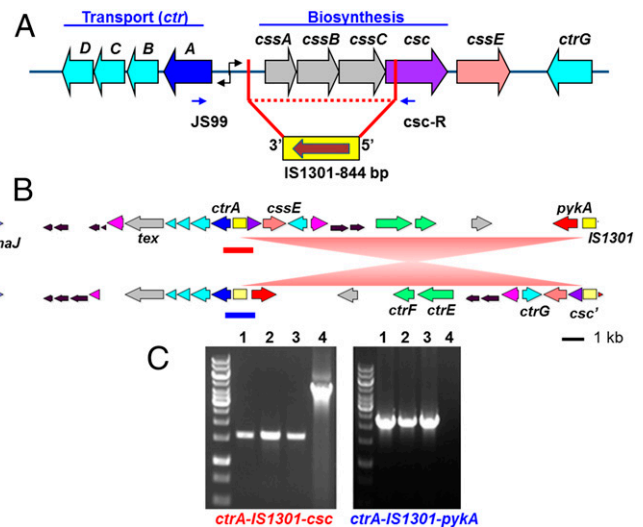 A
Transport (ctr)
Biosynthesis
D C B A
cssA cssB cssC csc cssE ctrG
JS99
csc-R
3' 5'
IS1301-844 bp
B
ctrA cssE pykA
naJ tex IS1301
ctrF ctrE ctrG csc'
1 kb
C
1 2 3 4 1 2 3 4
ctrA-IS1301-csc ctrA-IS1301-pykA